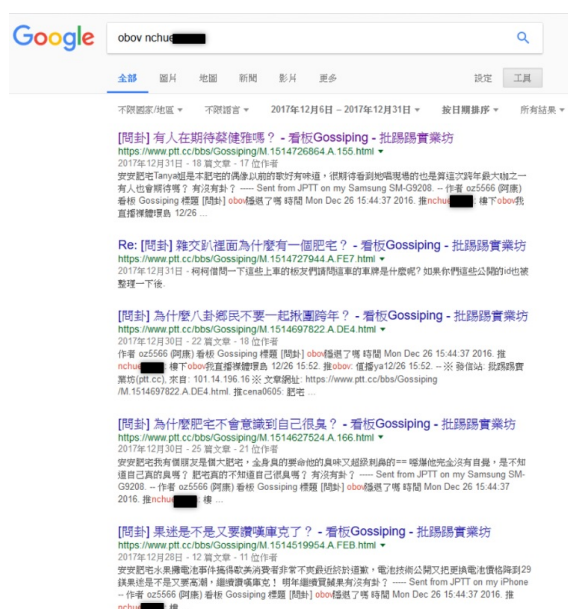 Google
obov nchue
全部 圖片 地圖 新聞 影片 更多 設定 工具
不限國家/地區 不限語言 2017年12月6日 – 2017年12月31日 按日期排序 所有結果
[問卦] 有人在期待蔡健雅嗎？ - 看板Gossiping - 批踢踢實業坊
https://www.ptt.cc/bbs/Gossiping/M.1514726864.A.155.html
2017年12月31日 - 18 篇文章 - 17 位作者
安安肥宅Tanya姐是本肥宅的偶像以前的歌好有味道，很期待看到她唱現場的也是算這次跨年最大咖之一
有人也會期待嗎？ 有沒有卦？ ----- Sent from JPTT on my Samsung SM-G9208. -- 作者 oz5566 (阿康)
看板 Gossiping 標題 [問卦] obov隱退了嗎 時間 Mon Dec 26 15:44:37 2016. 推nchue : 樓下obov我
直播裸體環島 12/26 ...
Re: [問卦] 雜交趴裡面為什麼有一個肥宅？ - 看板Gossiping - 批踢踢實業坊
https://www.ptt.cc/bbs/Gossiping/M.1514727944.A.FE7.html
2017年12月31日 - 柯柯借問一下這些上車的板友們請問這車的車牌是什麼呢? 如果你們這些公開的id也被
整理一下後.
[問卦] 為什麼八卦鄉民不要一起揪團跨年？ - 看板Gossiping - 批踢踢實業坊
https://www.ptt.cc/bbs/Gossiping/M.1514697822.A.DE4.html
2017年12月30日 - 22 篇文章 - 18 位作者
作者 oz5566 (阿康) 看板 Gossiping 標題 [問卦] obov隱退了嗎 時間 Mon Dec 26 15:44:37 2016. 推
nchue : 樓下obov我直播裸體環島 12/26 15:52. 推obov: 值播ya12/26 15:52. -- ※ 發信站: 批踢踢實
業坊(ptt.cc), 來自: 101.14.196.16 ※ 文章網址: https://www.ptt.cc/bbs/Gossiping
/M.1514697822.A.DE4.html. 推cena0605: 肥宅 ...
[問卦] 為什麼肥宅不會意識到自己很臭？ - 看板Gossiping - 批踢踢實業坊
https://www.ptt.cc/bbs/Gossiping/M.1514627524.A.166.html
2017年12月30日 - 25 篇文章 - 21 位作者
安安肥宅我有個朋友是個大肥宅，全身臭的要命他的臭味又超級刺鼻的== 噁爆他完全沒有自覺，是不知
道自己真的臭嗎？ 肥宅真的不知道自己很臭嗎？ 有沒有卦？ ----- Sent from JPTT on my Samsung SM-
G9208. -- 作者 oz5566 (阿康) 看板 Gossiping 標題 [問卦] obov隱退了嗎 時間 Mon Dec 26 15:44:37
2016. 推nchue : 樓 ...
[問卦] 果迷是不是又要讚嘆庫克了？ - 看板Gossiping - 批踢踢實業坊
https://www.ptt.cc/bbs/Gossiping/M.1514519954.A.FEB.html
2017年12月28日 - 12 篇文章 - 11 位作者
安安肥宅水果攤電池事件搞得歐美消費者非常不爽最近終於道歉，電池技術公開又把更換電池價格降到29
鎂果迷是不是又要高潮，繼續讚嘆庫克！ 明年繼續買蘋果有沒有卦？ ----- Sent from JPTT on my iPhone
-- 作者 oz5566 (阿康) 看板 Gossiping 標題 [問卦] obov隱退了嗎 時間 Mon Dec 26 15:44:37 2016. 推
nchue : 樓